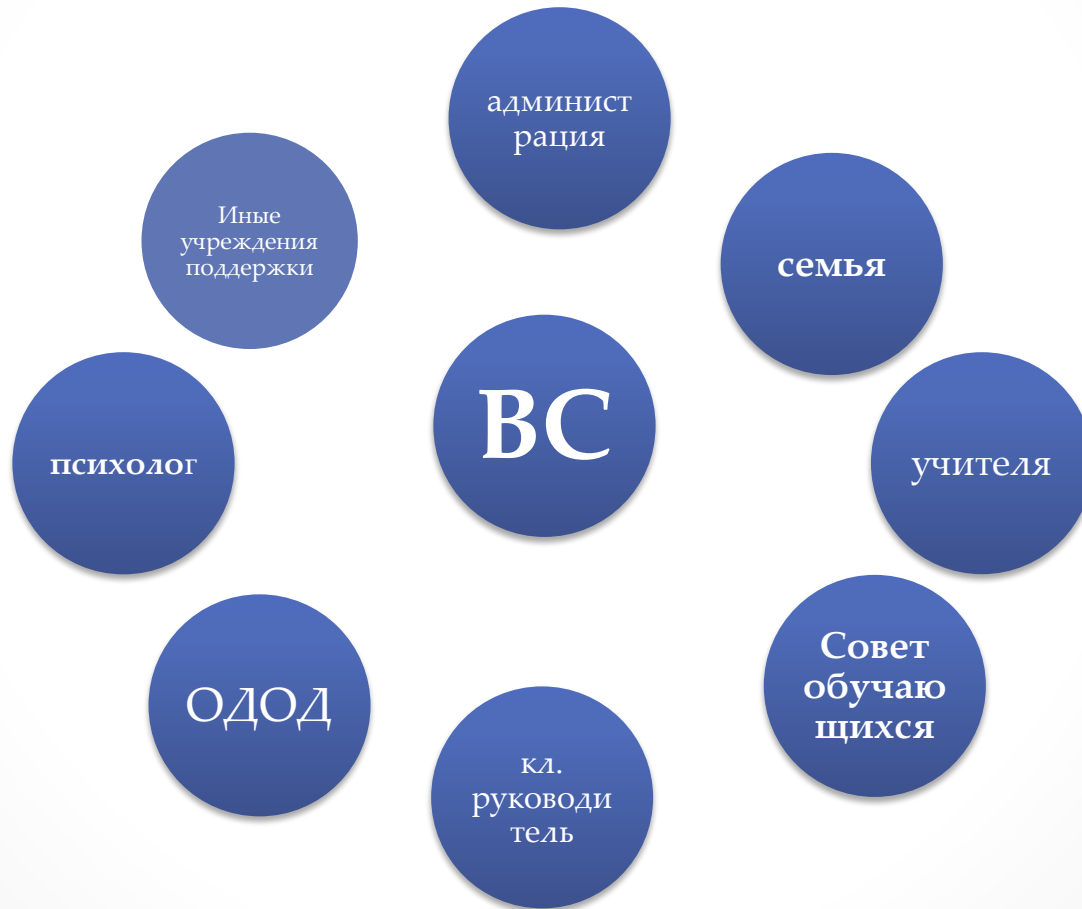 админист
рация
Иные
учреждения
поддержки
семья
ВС
психолог
учителя
ОДОД
Совет
обучаю
щихся
кл.
руководи
тель